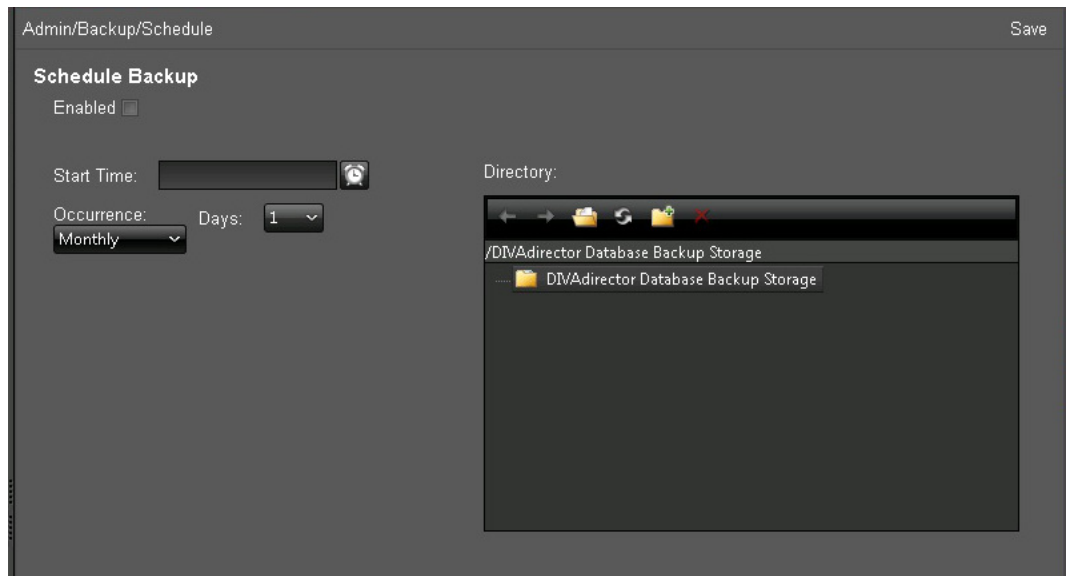 Admin/Backup/Schedule Save
Schedule Backup
Enabled
Start Time:
Occurrence: Days: 1
Monthly
Directory:
/DIVAdirector Database Backup Storage
DIVAdirector Database Backup Storage